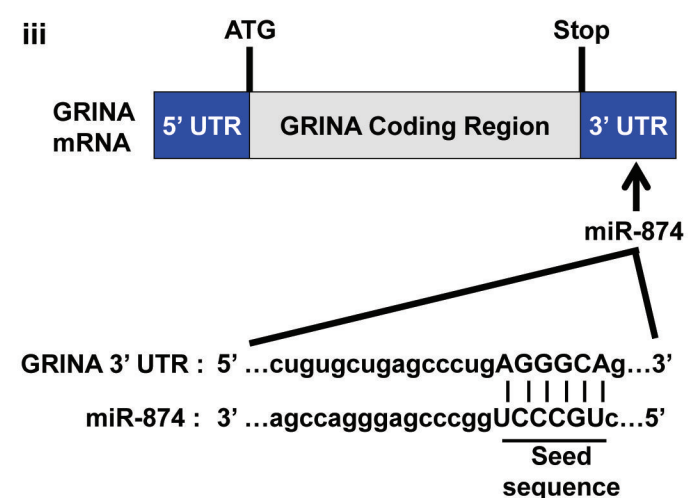 iii
ATG Stop
GRINA mRNA
5’ UTR GRINA Coding Region 3’ UTR
miR-874
GRINA 3’ UTR : 5’ ...cugugcugagcccugAGGGCAg...3’
miR-874 : 3’ ...agccagggagcccggUCCCGUc...5’
Seed
sequence